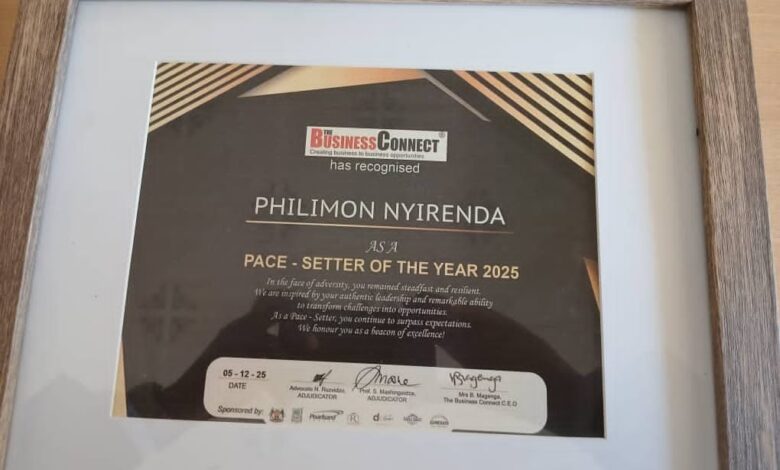 THE BUSINESSCONNECT®
Creating business to business opportunities
has recognised
PHILIMON NYIRENDA
AS A
PACE - SETTER OF THE YEAR 2025
In the face of adversity, you remained steadfast and resilient.
We are inspired by your authentic leadership and remarkable ability
to transform challenges into opportunities.
As a Pace - Setter, you continue to surpass expectations.
We honour you as a beacon of excellence!
05 - 12 - 25
DATE
Advocate N. Rozvidzo
ADJUDICATOR
Prof. S. Mashingaidze,
ADJUDICATOR
Mrs B. Magenga,
The Business Connect C.E.O
Sponsored by: